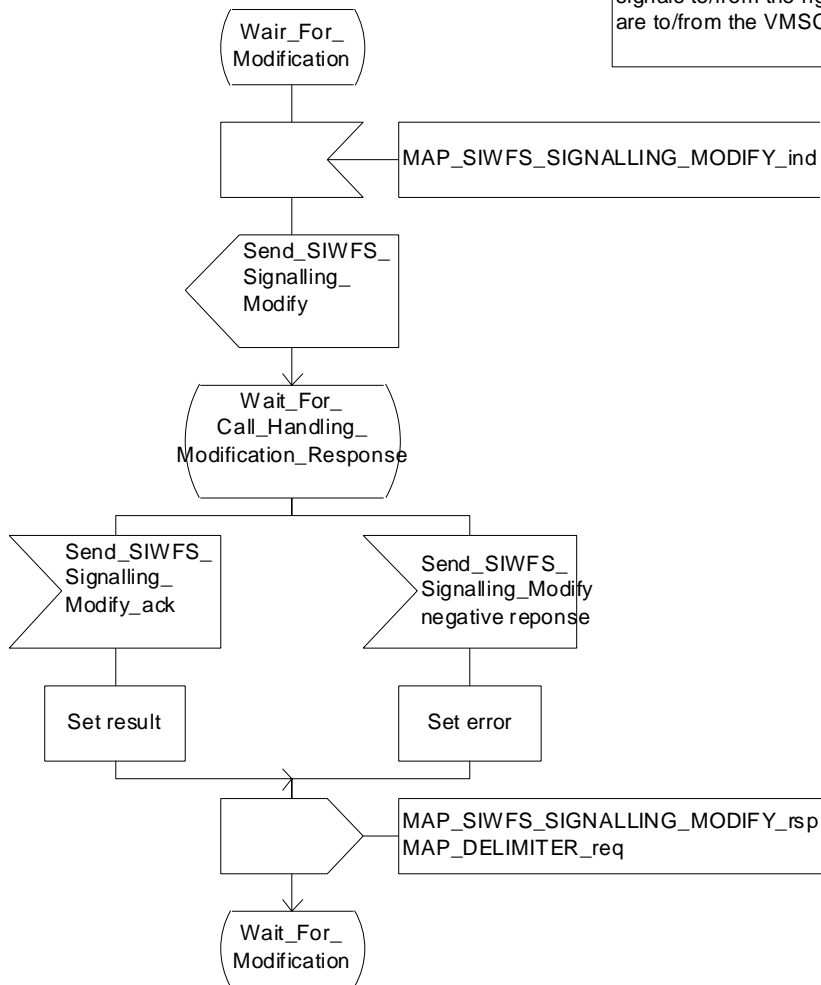 signals to/from the rig
are to/from the VMSC
Wair_For_
Modification
MAP_SIWFS_SIGNALLING_MODIFY_ind
Send_SIWFS_
Signalling_
Modify
Wait_For_
Call_Handling_
Modification_Response
Send_SIWFS_
Signalling_
Modify_ack
Send_SIWFS_
Signalling_Modify
negative reponse
Set result
Set error
MAP_SIWFS_SIGNALLING_MODIFY_rsp
MAP_DELIMITER_req
Wait_For_
Modification